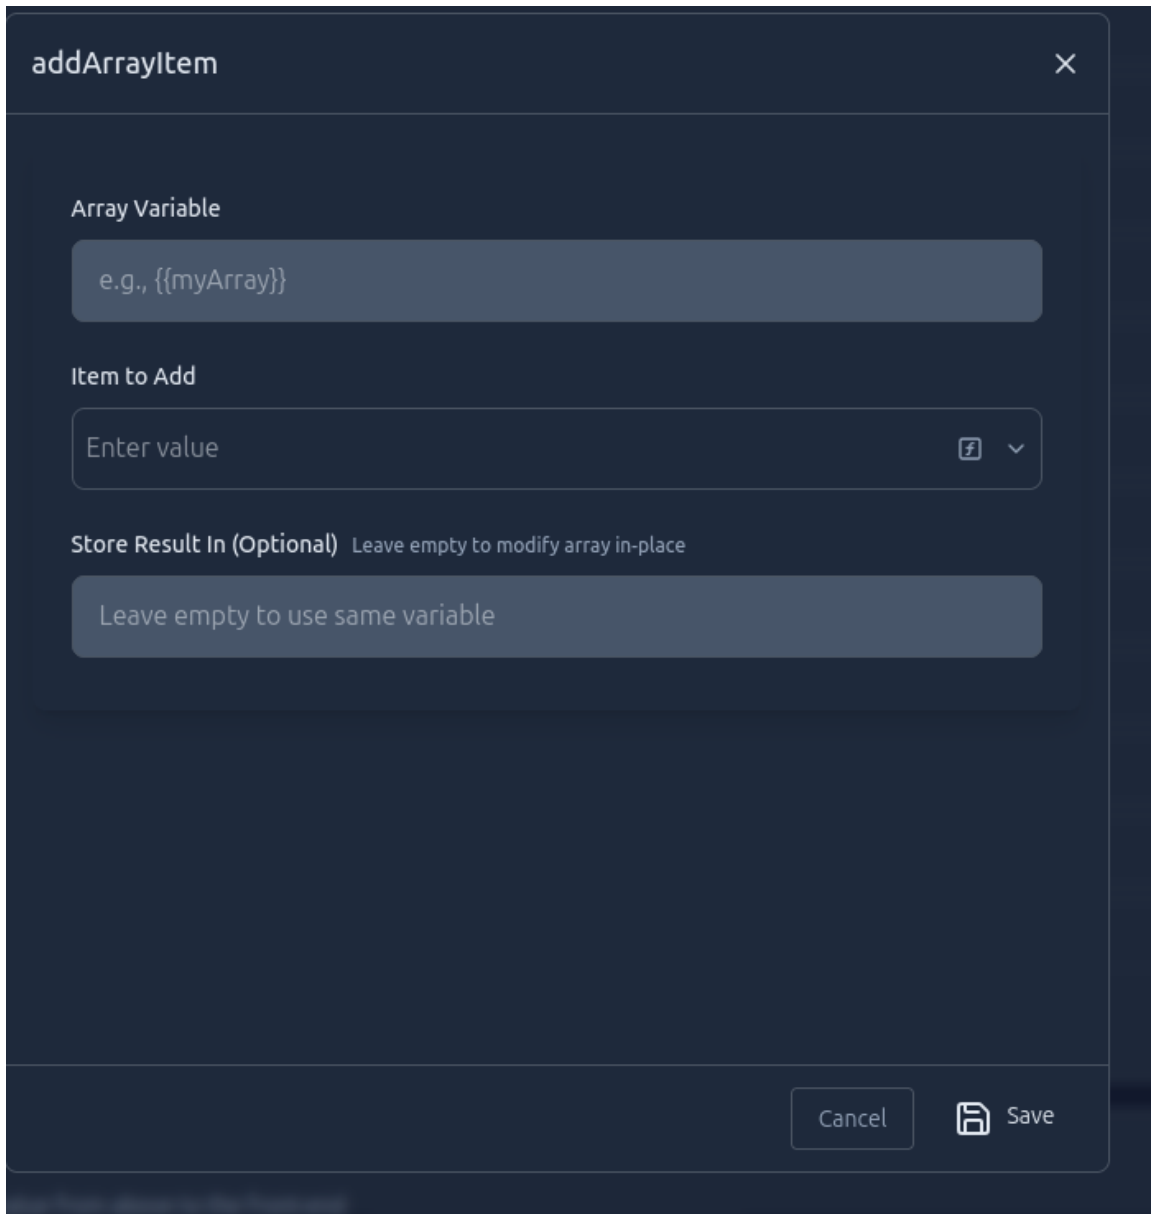 addArrayItem
Array Variable
e.g., {{myArray}}
Item to Add
Enter value
Store Result In (Optional) Leave empty to modify array in-place
Leave empty to use same variable
Cancel
Save